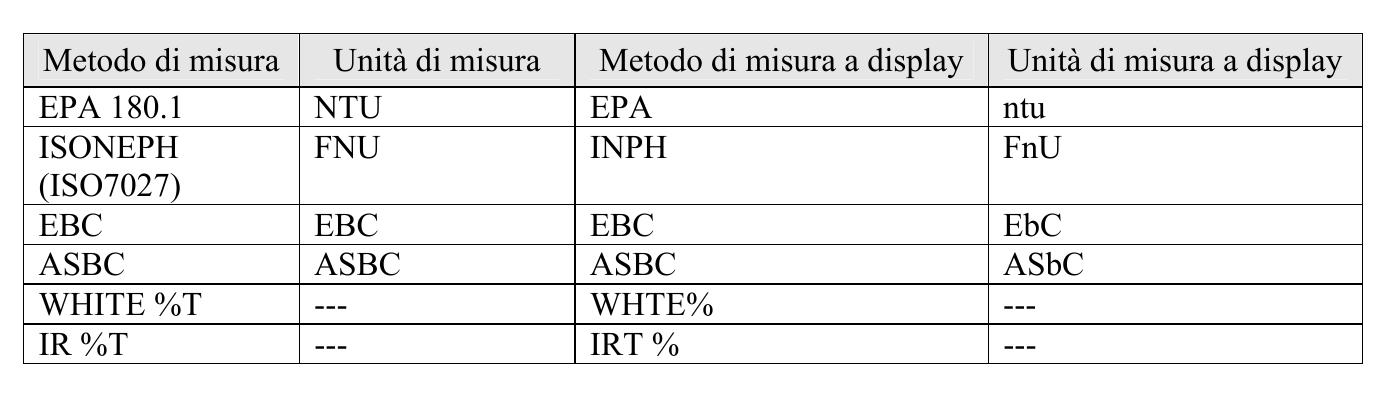 Metodo di misura Unità di misura Metodo di misura a display Unità di misura a display
EPA 180.1 NTU EPA ntu
ISONEPH FNU INPH FnU
(ISO7027)
EBC EBC EBC EbC
ASBC ASBC ASBC ASbC
WHITE %T --- WHTE% ---
IR %T --- IRT % ---